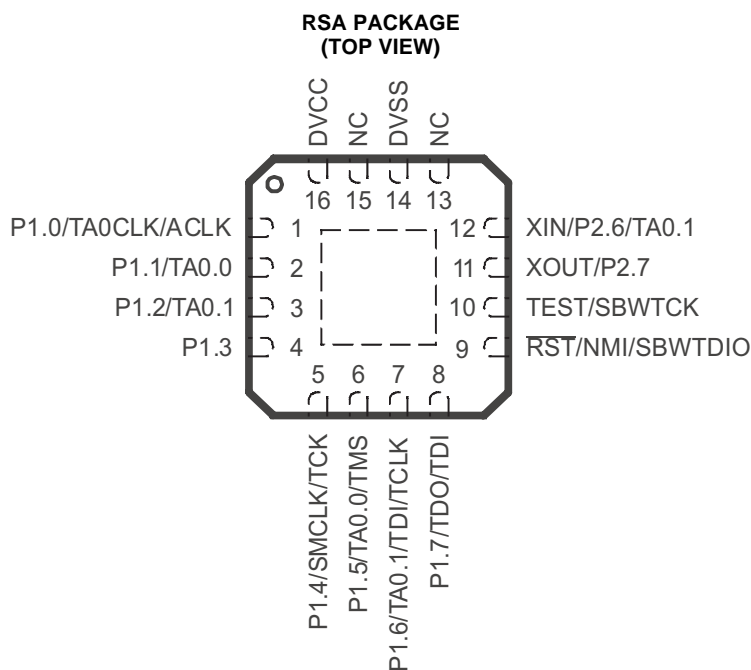 RSA PACKAGE
(TOP VIEW)
DVCC
NC
DVSS
NC
16
15
14
13
P1.0/TA0CLK/ACLK
1
P1.1/TA0.0
2
P1.2/TA0.1
3
P1.3
4
12
XIN/P2.6/TA0.1
11
XOUT/P2.7
10
TEST/SBWTCK
9
RST/NMI/SBWTDIO
5
6
7
8
P1.4/SMCLK/TCK
P1.5/TA0.0/TMS
P1.6/TA0.1/TDI/TCLK
P1.7/TDO/TDI